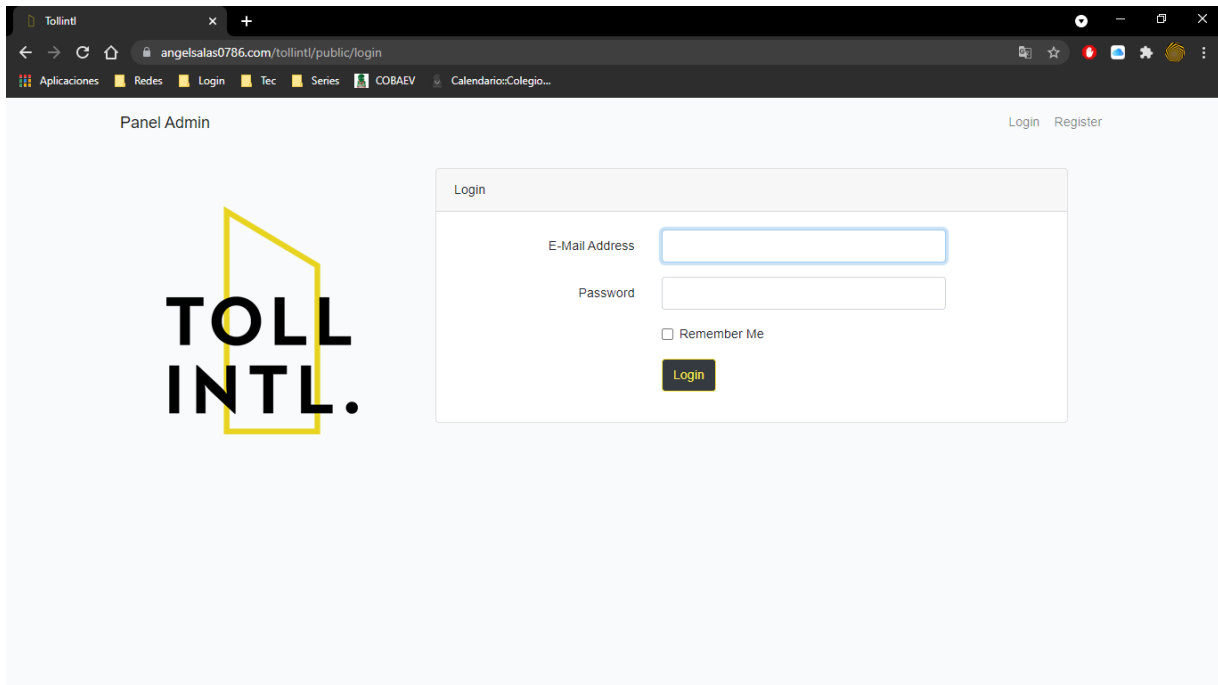 Tollintl
angelsalas0786.com/tollintl/public/login
Aplicaciones Redes Login Tec Series COBAEV Calendario::Colegio...
Panel Admin Login Register
TOLL
INTL.
Login
E-Mail Address
Password
Remember Me
Login